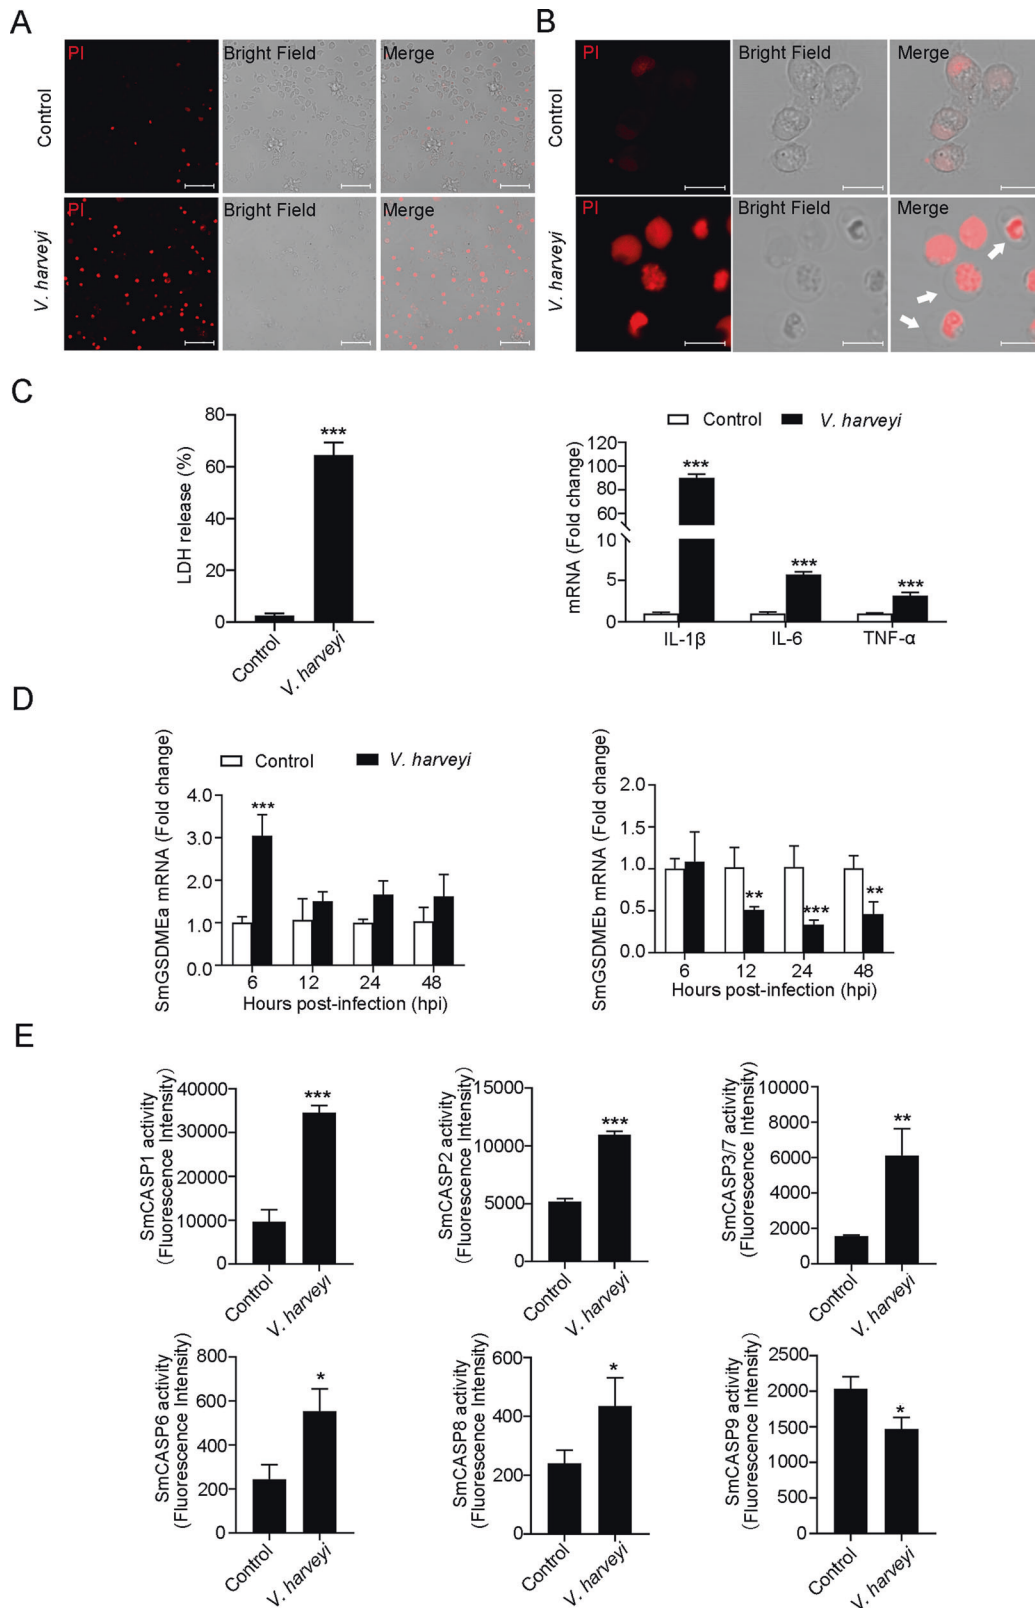 A
PI
Bright Field
Merge
Control
PI
Bright Field
Merge
V. harveyi
B
PI
Bright Field
Merge
Control
PI
Bright Field
Merge
V. harveyi
C
LDH release (%)
80
60
40
20
0
***
Control
V. harveyi
Control
V. harveyi
mRNA (Fold change)
120
100
80
60
10
5
0
***
***
***
IL-1β
IL-6
TNF-α
D
SmGSDMEa mRNA (Fold change)
Control
V. harveyi
4.0
3.0
2.0
1.0
0.0
***
6
12
24
48
Hours post-infection (hpi)
SmGSDMEb mRNA (Fold change)
2.0
1.5
1.0
0.5
0.0
**
***
**
6
12
24
48
Hours post-infection (hpi)
E
SmCASP1 activity
(Fluorescence Intensity)
40000
30000
20000
10000
0
***
Control
V. harveyi
SmCASP2 activity
(Fluorescence Intensity)
15000
10000
5000
0
***
Control
V. harveyi
SmCASP3/7 activity
(Fluorescence Intensity)
10000
8000
6000
4000
2000
0
**
Control
V. harveyi
SmCASP6 activity
(Fluorescence Intensity)
800
600
400
200
0
*
Control
V. harveyi
SmCASP8 activity
(Fluorescence Intensity)
600
400
200
0
*
Control
V. harveyi
SmCASP9 activity
(Fluorescence Intensity)
2500
2000
1500
1000
500
0
*
Control
V. harveyi